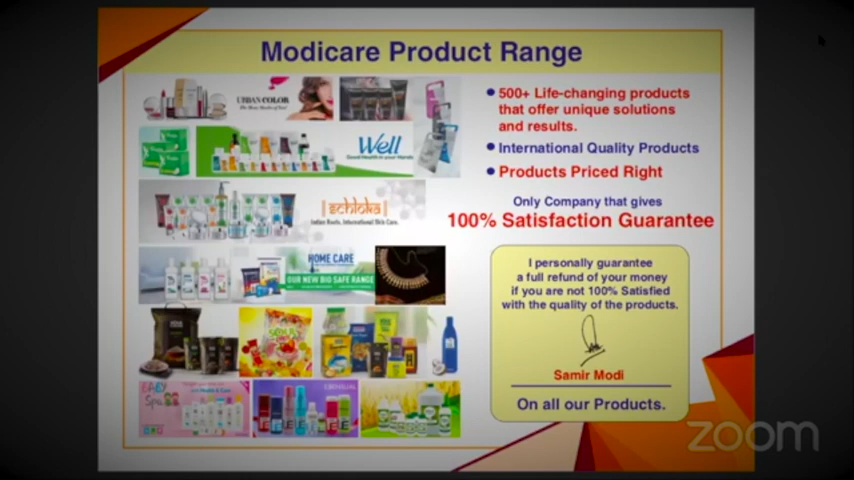 Modicare Product Range
URBAN COLOR
Well
Good Health in your Hands
schloka
Indian Roots. International Skin Care.
HOME CARE
OUR NEW BIO SAFE RANGE
BABY
Spa
• 500+ Life-changing products
that offer unique solutions
and results.
• International Quality Products
• Products Priced Right
Only Company that gives
100% Satisfaction Guarantee
I personally guarantee
a full refund of your money
if you are not 100% Satisfied
with the quality of the products.
Samir Modi
On all our Products.
zoom